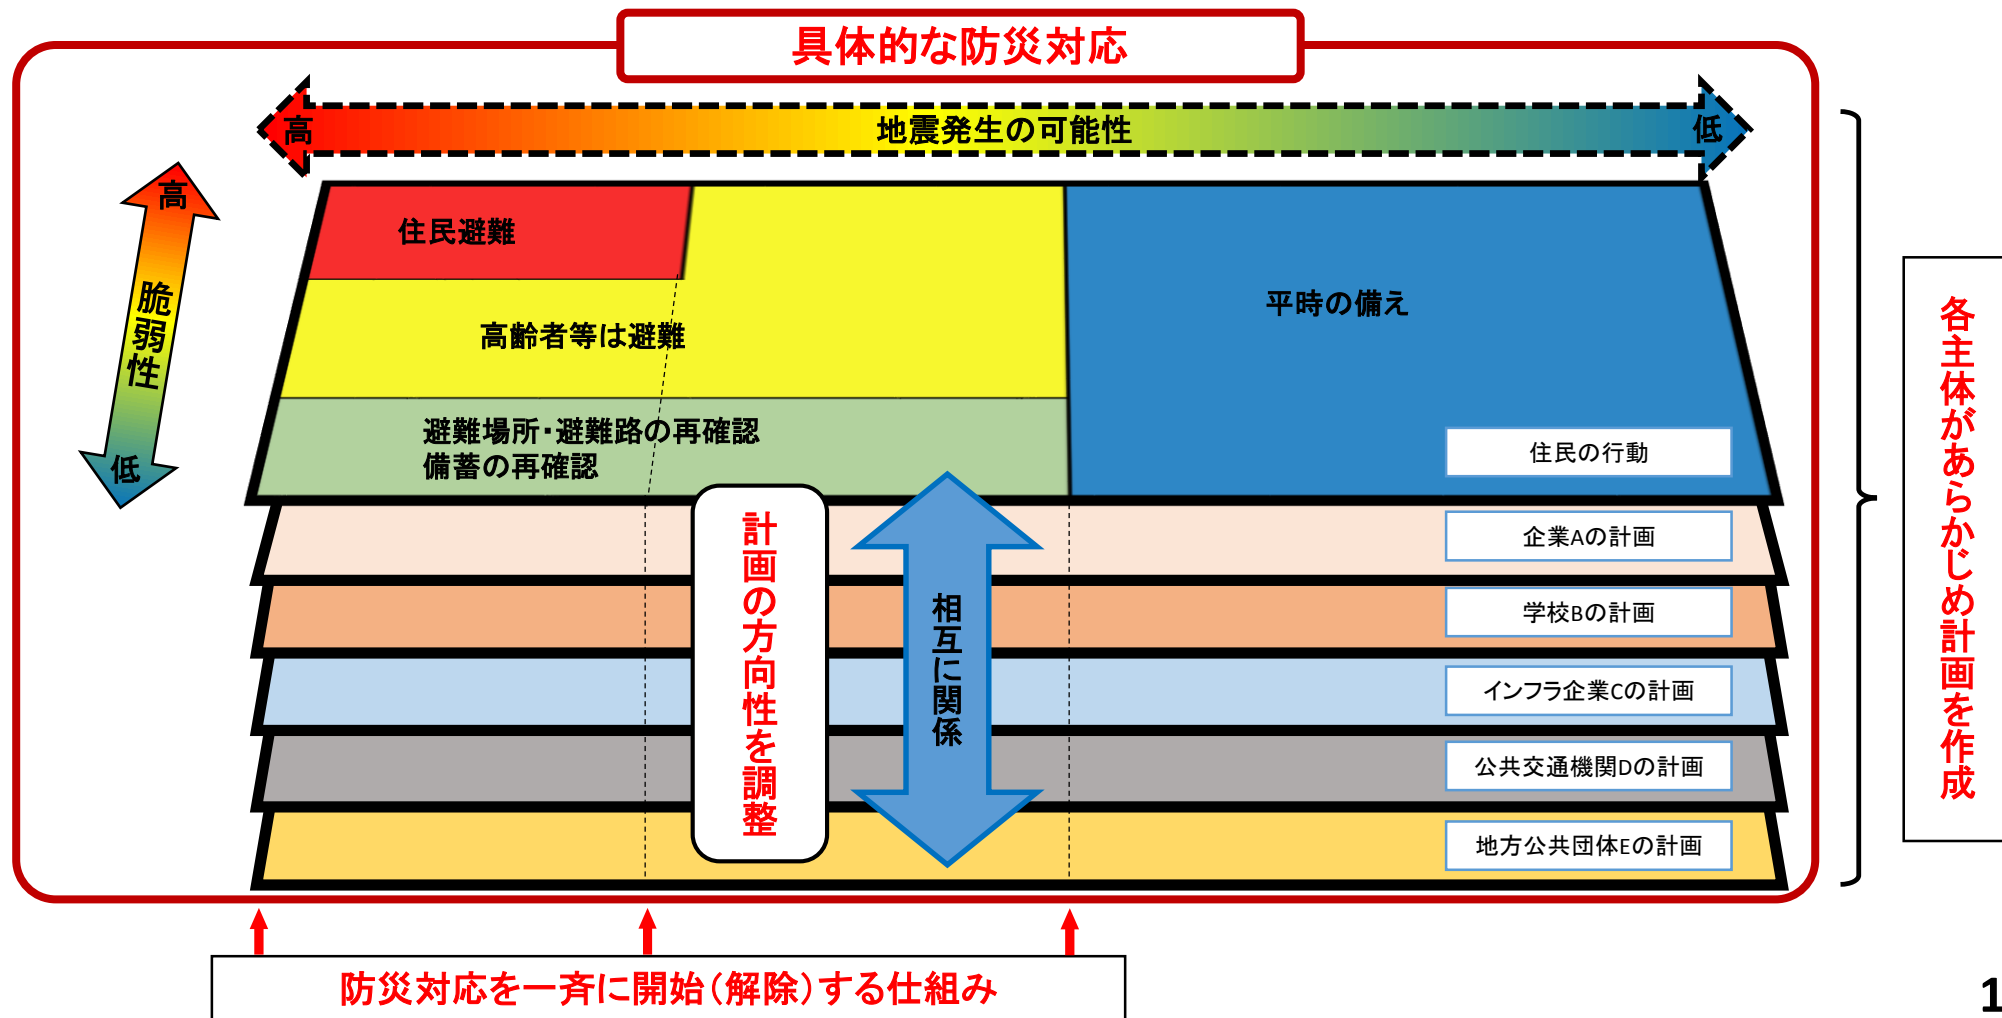 具体的な防災対応
高
地震発生の可能性
低
高
脆弱性
低
住民避難
高齢者等は避難
避難場所・避難路の再確認
備蓄の再確認
平時の備え
住民の行動
企業Aの計画
学校Bの計画
インフラ企業Cの計画
公共交通機関Dの計画
地方公共団体Eの計画
計画の方向性を調整
相互に関係
各主体があらかじめ計画を作成
防災対応を一斉に開始（解除）する仕組み
1